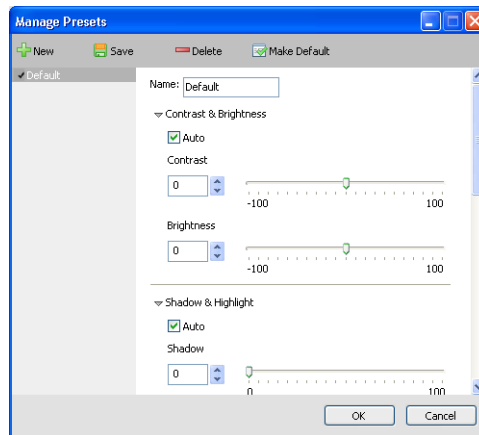 Manage Presets
New Save Delete Make Default
Default
Name: Default
Contrast & Brightness
Auto
Contrast
0
-100 100
Brightness
0
-100 100
Shadow & Highlight
Auto
Shadow
0
0 100
OK Cancel